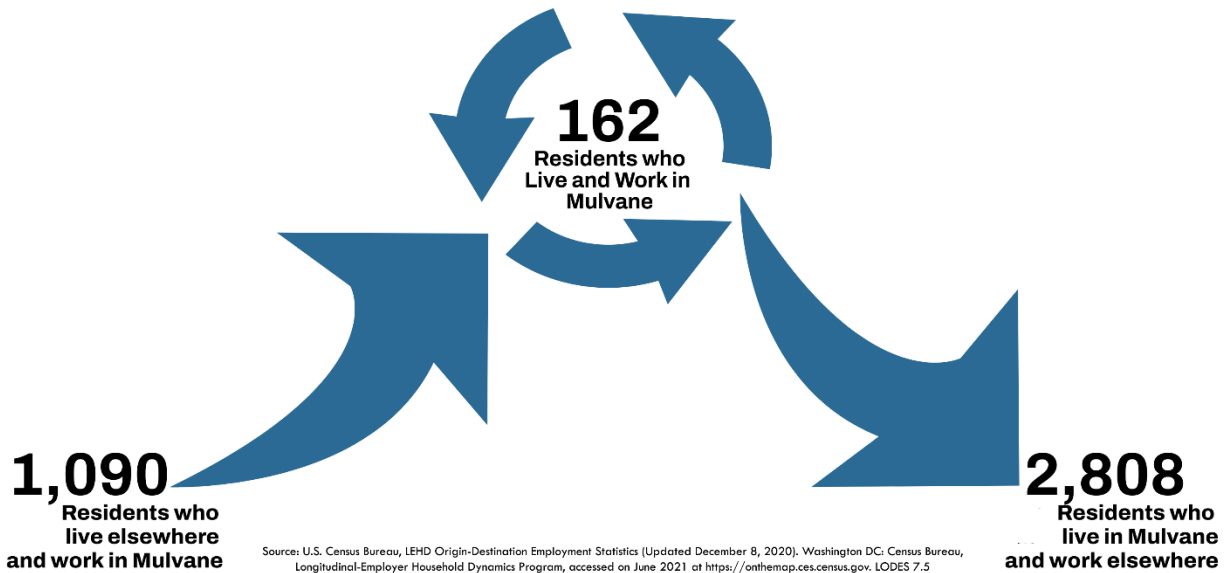 162
Residents who
Live and Work in
Mulvane
1,090
Residents who
live elsewhere
and work in Mulvane
2,808
Residents who
live in Mulvane
and work elsewhere
Source: U.S. Census Bureau, LEHD Origin-Destination Employment Statistics (Updated December 8, 2020). Washington DC: Census Bureau,
Longitudinal-Employer Household Dynamics Program, accessed on June 2021 at https://onthemap.ces.census.gov. LODES 7.5